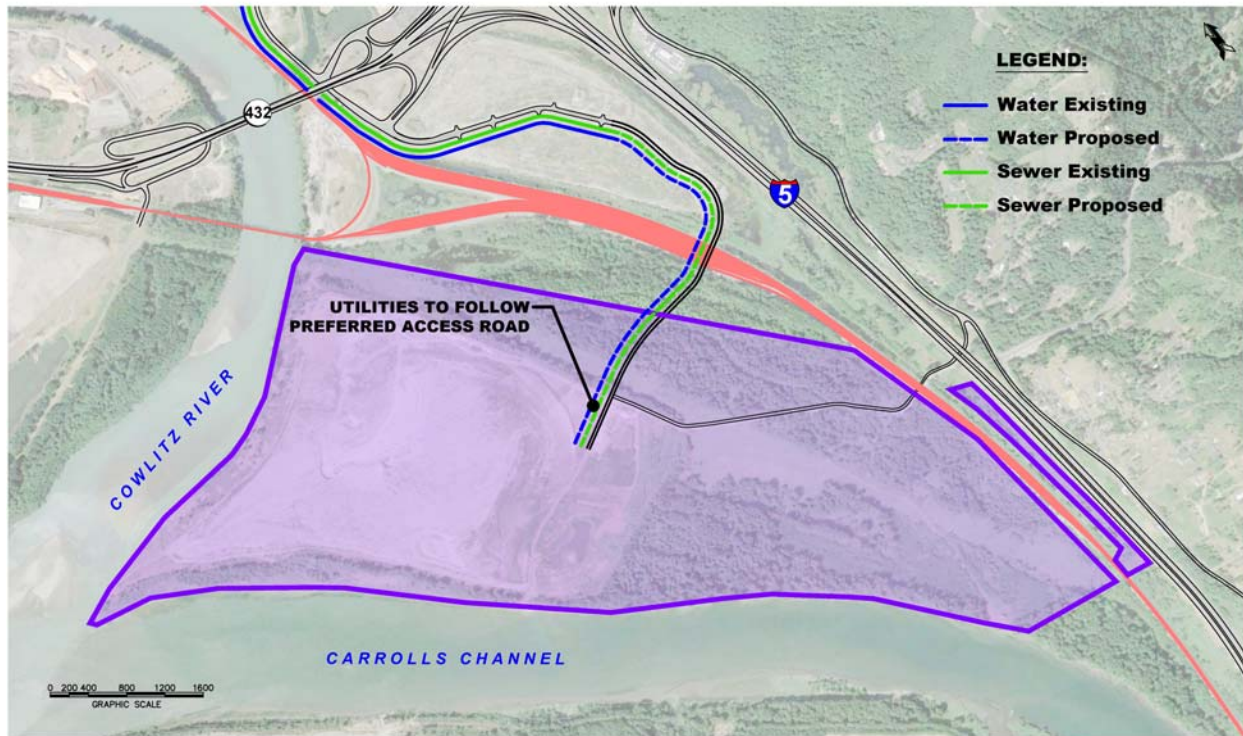 LEGEND:
Water Existing
Water Proposed
Sewer Existing
Sewer Proposed
432
5
UTILITIES TO FOLLOW
PREFERRED ACCESS ROAD
COWLITZ RIVER
CARROLLS CHANNEL
0 200 400 800 1200 1600
GRAPHIC SCALE